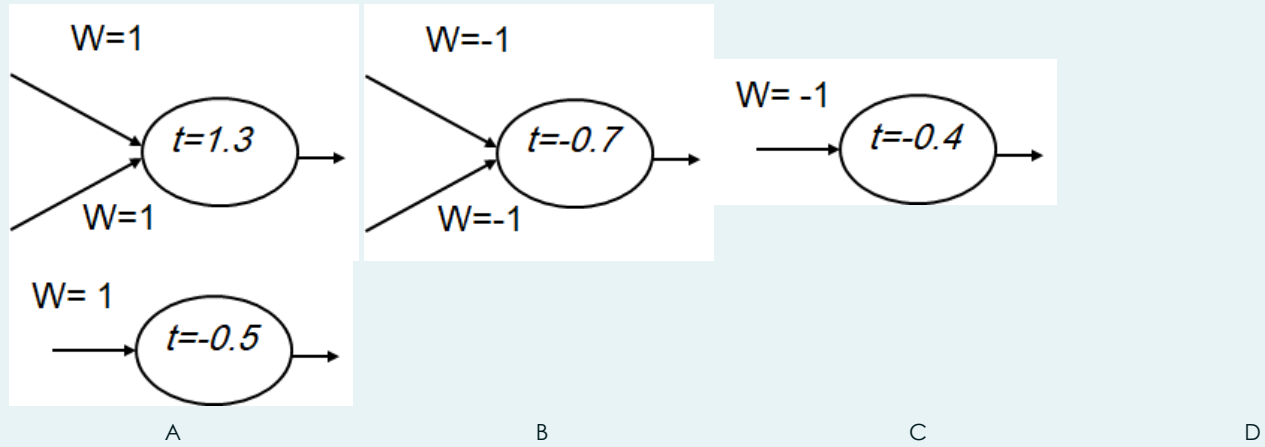 W=1
t=1.3
W=1
W=-1
t=-0.7
W=-1
W= -1
t=-0.4
W= 1
t=-0.5
A B C D